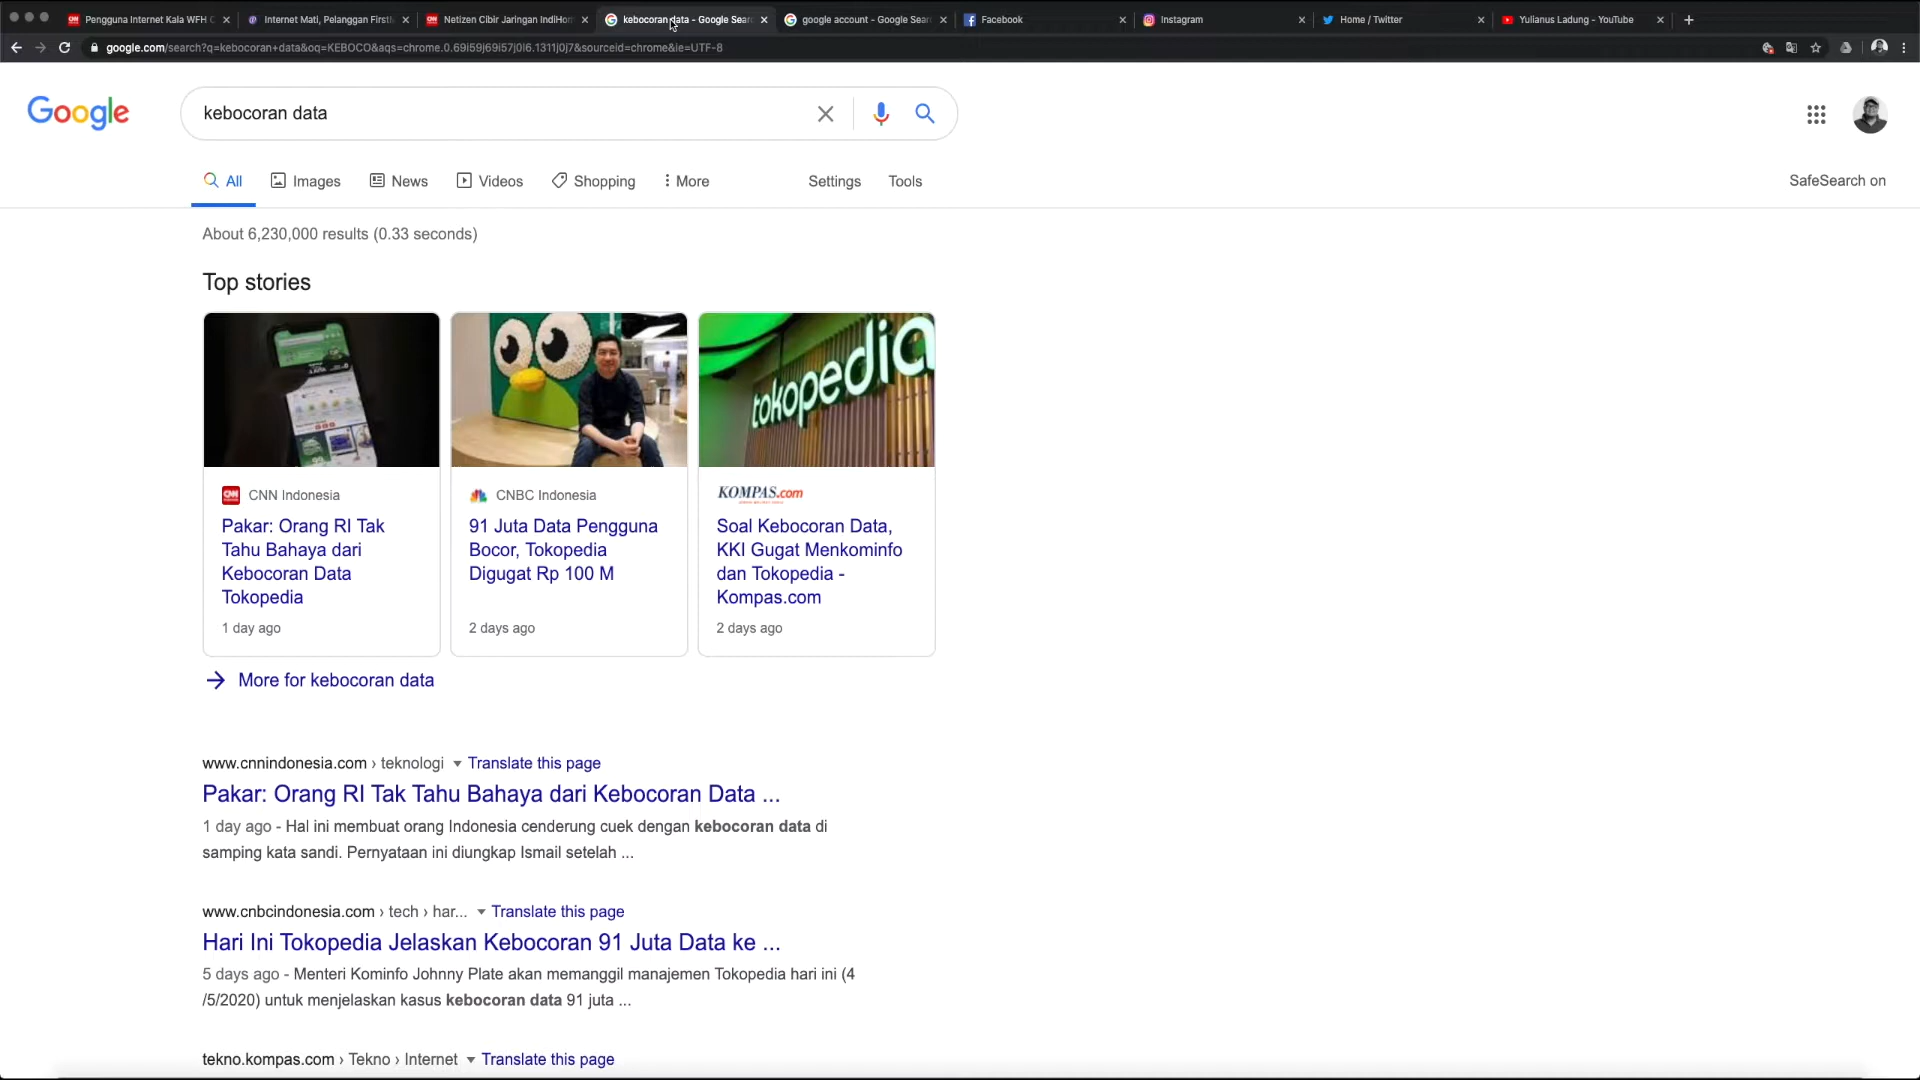 Pengguna Internet Kala WFH
Internet Mati, Pelanggan First
Netizen Cibir Jaringan IndiHom
kebocoran data - Google Sear
google account - Google Sear
Facebook
Instagram
Home / Twitter
Yulianus Ladung - YouTube
google.com/search?q=kebocoran+data&oq=KEBOCO&aqs=chrome.0.69i59j69i57j0l6.1311j0j7&sourceid=chrome&ie=UTF-8
Google
kebocoran data
All
Images
News
Videos
Shopping
More
Settings
Tools
SafeSearch on
About 6,230,000 results (0.33 seconds)
Top stories
tokopedia
CNN Indonesia
Pakar: Orang RI Tak
Tahu Bahaya dari
Kebocoran Data
Tokopedia
1 day ago
CNBC Indonesia
91 Juta Data Pengguna
Bocor, Tokopedia
Digugat Rp 100 M
2 days ago
KOMPAS.com
Soal Kebocoran Data,
KKI Gugat Menkominfo
dan Tokopedia -
Kompas.com
2 days ago
More for kebocoran data
www.cnnindonesia.com › teknologi Translate this page
Pakar: Orang RI Tak Tahu Bahaya dari Kebocoran Data ...
1 day ago - Hal ini membuat orang Indonesia cenderung cuek dengan kebocoran data di
samping kata sandi. Pernyataan ini diungkap Ismail setelah ...
www.cnbcindonesia.com › tech › har... Translate this page
Hari Ini Tokopedia Jelaskan Kebocoran 91 Juta Data ke ...
5 days ago - Menteri Kominfo Johnny Plate akan memanggil manajemen Tokopedia hari ini (4
/5/2020) untuk menjelaskan kasus kebocoran data 91 juta ...
tekno.kompas.com › Tekno › Internet Translate this page